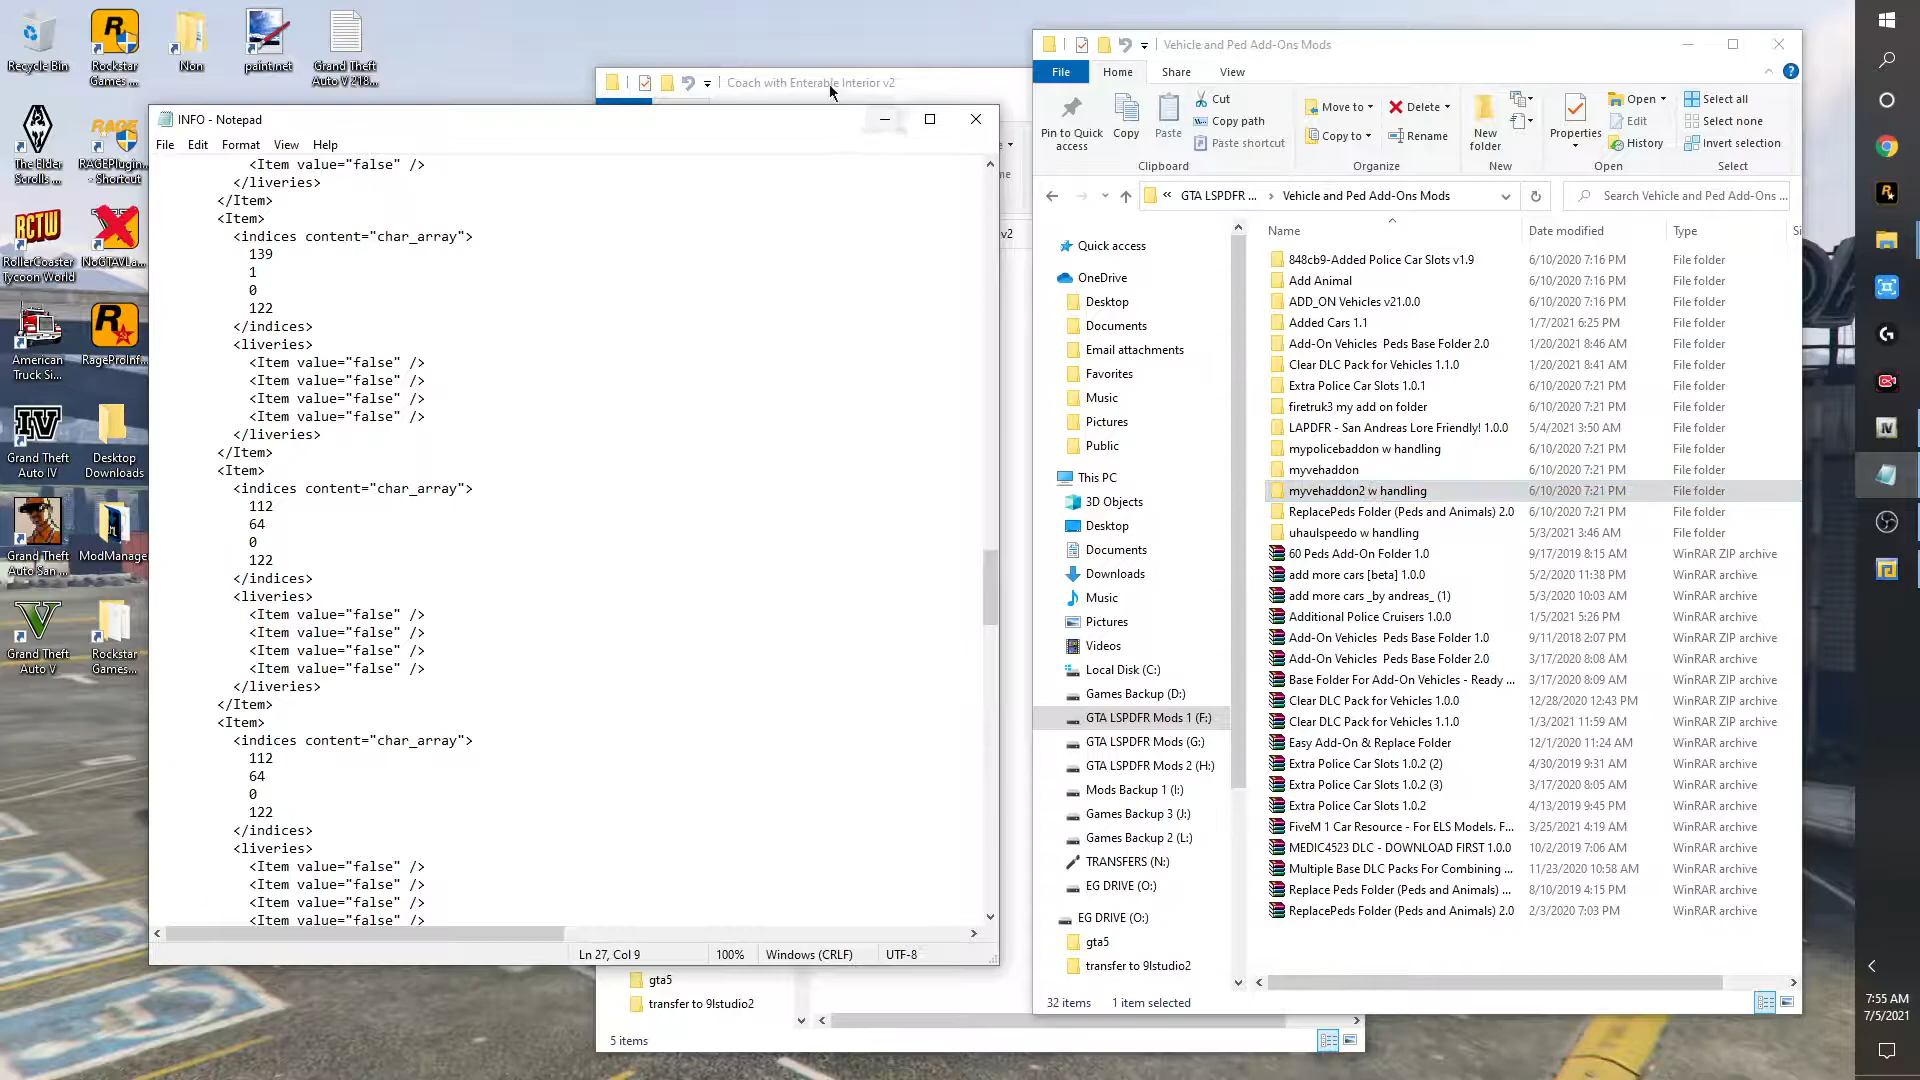 Recycle Bin
Rockstar Games ...
Non
paint.net
Grand Theft Auto V 218...
The Elder Scrolls ...
RAGEPlugin... - Shortcut
RollerCoaster Tycoon World
NoGTAVLa...
American Truck Si...
RageProInf...
Grand Theft Auto IV
Desktop Downloads
Grand Theft Auto San ...
ModManage
Grand Theft Auto V
Rockstar Games...
Coach with Enterable Interior v2
INFO - Notepad
File Edit Format View Help
<Item value="false" />
</liveries>
</Item>
<Item>
<indices content="char_array">
139
1
0
122
</indices>
<liveries>
<Item value="false" />
<Item value="false" />
<Item value="false" />
<Item value="false" />
</liveries>
</Item>
<Item>
<indices content="char_array">
112
64
0
122
</indices>
<liveries>
<Item value="false" />
<Item value="false" />
<Item value="false" />
<Item value="false" />
</liveries>
</Item>
<Item>
<indices content="char_array">
112
64
0
122
</indices>
<liveries>
<Item value="false" />
<Item value="false" />
<Item value="false" />
<Item value="false" />
Ln 27, Col 9 100% Windows (CRLF) UTF-8
v2
gta5
transfer to 9lstudio2
5 items
Vehicle and Ped Add-Ons Mods
File Home Share View
Pin to Quick access
Copy
Paste
Cut
Copy path
Paste shortcut
Clipboard
Move to
Copy to
Delete
Rename
Organize
New folder
New
Properties
Open
Edit
History
Open
Select all
Select none
Invert selection
Select
« GTA LSPDFR ... > Vehicle and Ped Add-Ons Mods
Search Vehicle and Ped Add-Ons ...
Quick access
OneDrive
Desktop
Documents
Email attachments
Favorites
Music
Pictures
Public
This PC
3D Objects
Desktop
Documents
Downloads
Music
Pictures
Videos
Local Disk (C:)
Games Backup (D:)
GTA LSPDFR Mods 1 (F:)
GTA LSPDFR Mods (G:)
GTA LSPDFR Mods 2 (H:)
Mods Backup 1 (I:)
Games Backup 3 (J:)
Games Backup 2 (L:)
TRANSFERS (N:)
EG DRIVE (O:)
EG DRIVE (O:)
gta5
transfer to 9lstudio2
Name Date modified Type Si
848cb9-Added Police Car Slots v1.9 6/10/2020 7:16 PM File folder
Add Animal 6/10/2020 7:16 PM File folder
ADD_ON Vehicles v21.0.0 6/10/2020 7:16 PM File folder
Added Cars 1.1 1/7/2021 6:25 PM File folder
Add-On Vehicles Peds Base Folder 2.0 1/20/2021 8:46 AM File folder
Clear DLC Pack for Vehicles 1.1.0 1/20/2021 8:41 AM File folder
Extra Police Car Slots 1.0.1 6/10/2020 7:21 PM File folder
firetruk3 my add on folder 6/10/2020 7:21 PM File folder
LAPDFR - San Andreas Lore Friendly! 1.0.0 5/4/2021 3:50 AM File folder
mypolicebaddon w handling 6/10/2020 7:21 PM File folder
myvehaddon 6/10/2020 7:21 PM File folder
myvehaddon2 w handling 6/10/2020 7:21 PM File folder
ReplacePeds Folder (Peds and Animals) 2.0 6/10/2020 7:21 PM File folder
uhaulspeedo w handling 5/3/2021 3:46 AM File folder
60 Peds Add-On Folder 1.0 9/17/2019 8:15 AM WinRAR ZIP archive
add more cars [beta] 1.0.0 5/2/2020 11:38 PM WinRAR archive
add more cars _by andreas_ (1) 5/3/2020 10:03 AM WinRAR archive
Additional Police Cruisers 1.0.0 1/5/2021 5:26 PM WinRAR archive
Add-On Vehicles Peds Base Folder 1.0 9/11/2018 2:07 PM WinRAR ZIP archive
Add-On Vehicles Peds Base Folder 2.0 3/17/2020 8:08 AM WinRAR ZIP archive
Base Folder For Add-On Vehicles - Ready ... 3/17/2020 8:09 AM WinRAR ZIP archive
Clear DLC Pack for Vehicles 1.0.0 12/28/2020 12:43 PM WinRAR ZIP archive
Clear DLC Pack for Vehicles 1.1.0 1/3/2021 11:59 AM WinRAR ZIP archive
Easy Add-On & Replace Folder 12/1/2020 11:24 AM WinRAR archive
Extra Police Car Slots 1.0.2 (2) 4/30/2019 9:31 AM WinRAR archive
Extra Police Car Slots 1.0.2 (3) 3/17/2020 8:05 AM WinRAR archive
Extra Police Car Slots 1.0.2 4/13/2019 9:45 PM WinRAR archive
FiveM 1 Car Resource - For ELS Models. F... 3/25/2021 4:19 AM WinRAR archive
MEDIC4523 DLC - DOWNLOAD FIRST 1.0.0 10/2/2019 7:06 AM WinRAR archive
Multiple Base DLC Packs For Combining ... 11/23/2020 10:58 AM WinRAR archive
Replace Peds Folder (Peds and Animals) ... 8/10/2019 4:15 PM WinRAR archive
ReplacePeds Folder (Peds and Animals) 2.0 2/3/2020 7:03 PM WinRAR archive
32 items 1 item selected
7:55 AM
7/5/2021